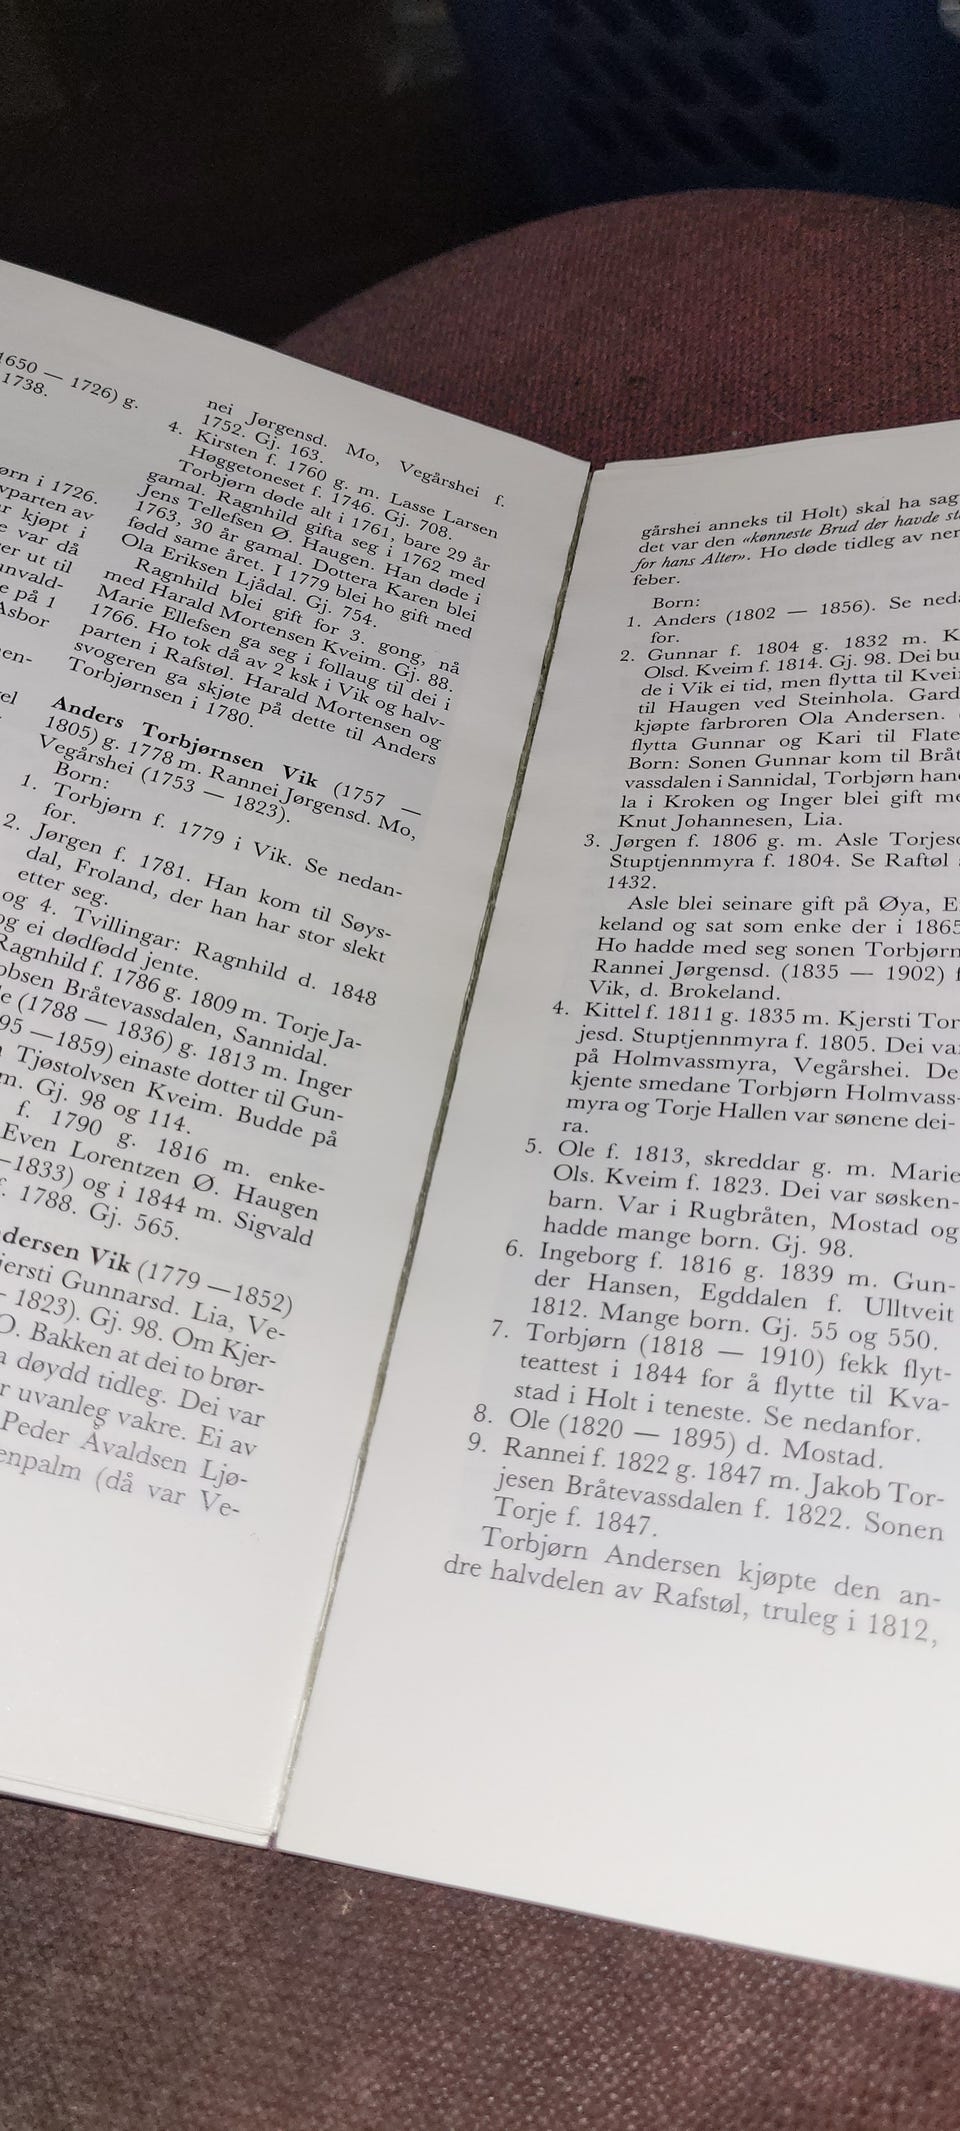 1650 — 1726) g.
1738.
ørn i 1726.
vparten av
kjøpt i
var då
ut til
nvald-
på 1
Asbor
nei Jørgensd. Mo, Vegårshei f.
1752. Gj. 163.
4. Kirsten f. 1760 g. m. Lasse Larsen
Høggetoneset f. 1746. Gj. 708.
Torbjørn døde alt i 1761, bare 29 år
gamal. Ragnhild gifta seg i 1762 med
Jens Tellefsen Ø. Haugen. Han døde i
1763, 30 år gamal. Dottera Karen blei
fødd same året. I 1779 blei ho gift med
Ola Eriksen Ljådal. Gj. 754.
Ragnhild blei gift for 3. gong, nå
med Harald Mortensen Kveim. Gj. 88.
Marie Ellefsen ga seg i follaug til dei i
1766. Ho tok då av 2 ksk i Vik og halv-
parten i Rafstøl. Harald Mortensen og
svogeren ga skjøte på dette til Anders
Torbjørnsen i 1780.
Anders Torbjørnsen Vik (1757 —
1805) g. 1778 m. Rannei Jørgensd. Mo,
Vegårshei (1753 — 1823).
Born:
1. Torbjørn f. 1779 i Vik. Se nedan-
for.
2. Jørgen f. 1781. Han kom til Søys-
dal, Froland, der han har stor slekt
etter seg.
og 4. Tvillingar: Ragnhild d. 1848
og ei dødfødd jente.
Ragnhild f. 1786 g. 1809 m. Torje Ja-
obsen Bråtevassdalen, Sannidal.
e (1788 — 1836) g. 1813 m. Inger
95 —1859) einaste dotter til Gun-
Tjøstolvsen Kveim. Budde på
m. Gj. 98 og 114.
f. 1790 g. 1816 m. enke-
Even Lorentzen Ø. Haugen
—1833) og i 1844 m. Sigvald
f. 1788. Gj. 565.
dersen Vik (1779 —1852)
jersti Gunnarsd. Lia, Ve-
- 1823). Gj. 98. Om Kjer-
O. Bakken at dei to brør-
døydd tidleg. Dei var
r uvanleg vakre. Ei av
Peder Åvaldsen Ljø-
enpalm (då var Ve-
gårshei anneks til Holt) skal ha sag
det var den «kønneste Brud der havde st
for hans Alter». Ho døde tidleg av ner
feber.
Born:
1. Anders (1802 — 1856). Se neda
for.
2. Gunnar f. 1804 g. 1832 m. K
Olsd. Kveim f. 1814. Gj. 98. Dei bu
de i Vik ei tid, men flytta til Kvei
til Haugen ved Steinhola. Gard
kjøpte farbroren Ola Andersen.
flytta Gunnar og Kari til Flate
Born: Sonen Gunnar kom til Bråt
vassdalen i Sannidal, Torbjørn hand
la i Kroken og Inger blei gift me
Knut Johannesen, Lia.
3. Jørgen f. 1806 g. m. Asle Torjesd
Stuptjennmyra f. 1804. Se Raftøl
1432.
Asle blei seinare gift på Øya, E
keland og sat som enke der i 1865
Ho hadde med seg sonen Torbjørn
Rannei Jørgensd. (1835 — 1902) f
Vik, d. Brokeland.
4. Kittel f. 1811 g. 1835 m. Kjersti Tor
jesd. Stuptjennmyra f. 1805. Dei va
på Holmvassmyra, Vegårshei. De
kjente smedane Torbjørn Holmvass-
myra og Torje Hallen var sønene dei-
ra.
5. Ole f. 1813, skreddar g. m. Marie
Ols. Kveim f. 1823. Dei var søsken-
barn. Var i Rugbråten, Mostad og
hadde mange born. Gj. 98.
6. Ingeborg f. 1816 g. 1839 m. Gun-
der Hansen, Egddalen f. Ulltveit
1812. Mange born. Gj. 55 og 550.
7. Torbjørn (1818 — 1910) fekk flyt-
teattest i 1844 for å flytte til Kva-
stad i Holt i teneste. Se nedanfor.
8. Ole (1820 — 1895) d. Mostad.
9. Rannei f. 1822 g. 1847 m. Jakob Tor-
jesen Bråtevassdalen f. 1822. Sonen
Torje f. 1847.
Torbjørn Andersen kjøpte den an-
dre halvdelen av Rafstøl, truleg i 1812,